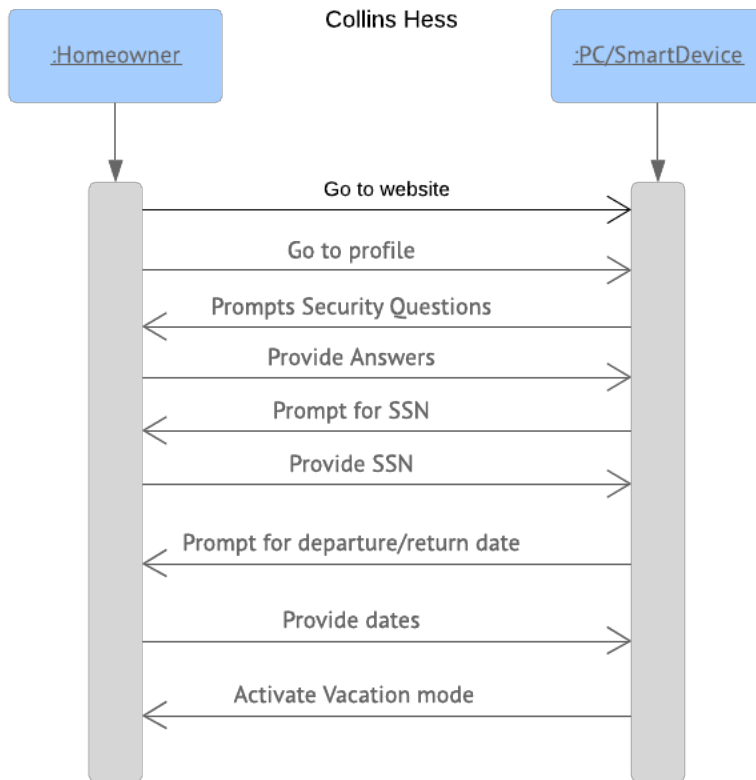 Collins Hess
:Homeowner
:PC/SmartDevice
Go to website
Go to profile
Prompts Security Questions
Provide Answers
Prompt for SSN
Provide SSN
Prompt for departure/return date
Provide dates
Activate Vacation mode